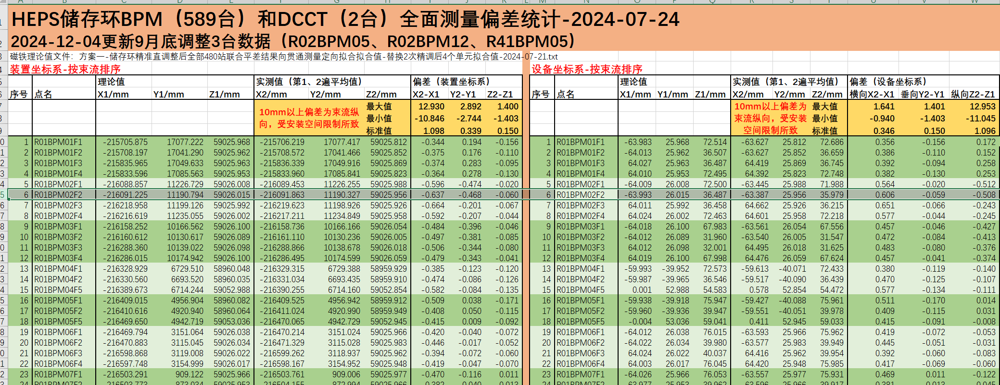 A B C D E F G H I J K L M N O P Q R S T U V W
HEPS储存环BPM（589台）和DCCT（2台）全面测量偏差统计-2024-07-24
2024-12-04更新9月底调整3台数据（R02BPM05、R02BPM12、R41BPM05）
磁铁理论值文件：方案一-储存环精准直调整后全部480站联合平差结果向贯通测量定向拟合拟合值-替换2次精调后4个单元拟合值-2024-07-21.txt
装置坐标系-按束流排序 设备坐标系-按束流排序
理论值 实测值（第1、2遍平均值） 偏差（装置坐标系） 理论值 实测值（第1、2遍平均值） 偏差（设备坐标系）
序号 点名 X1/mm Y1/mm Z1/mm X2/mm Y2/mm Z2/mm X2-X1 Y2-Y1 Z2-Z1 序号 点名 X1/mm Y1/mm Z1/mm X2/mm Y2/mm Z2/mm 横向X2-X1 垂向Y2-Y1 纵向Z2-Z1
10mm以上偏差为束流纵向，受安装空间限制所致 最大值 12.930 2.892 1.400 10mm以上偏差为束流纵向，受安装空间限制所致 最大值 1.641 1.401 12.953
最小值 -10.846 -2.744 -1.403 最小值 -0.940 -1.403 -11.045
标准值 1.098 0.339 0.150 标准值 0.346 0.150 1.096
1 R01BPM01F1 -215705.875 17077.222 59025.968 -215706.219 17077.417 59025.812 -0.344 0.194 -0.156 1 R01BPM01F1 -63.983 25.968 72.514 -63.627 25.812 72.686 0.356 -0.156 0.172
2 R01BPM01F2 -215708.197 17041.290 59025.962 -215708.572 17041.466 59025.852 -0.375 0.176 -0.110 2 R01BPM01F2 -64.013 25.962 36.507 -63.627 25.852 36.659 0.386 -0.110 0.152
3 R01BPM01F3 -215835.965 17049.633 59025.963 -215836.339 17049.916 59025.869 -0.374 0.283 -0.095 3 R01BPM01F3 64.027 25.963 36.487 64.419 25.869 36.745 0.392 -0.094 0.258
4 R01BPM01F4 -215833.596 17085.563 59025.953 -215833.960 17085.841 59025.823 -0.364 0.278 -0.130 4 R01BPM01F4 64.010 25.953 72.495 64.392 25.823 72.748 0.382 -0.130 0.253
5 R01BPM02F1 -216088.857 11226.729 59026.008 -216089.453 11226.255 59025.988 -0.596 -0.474 -0.020 5 R01BPM02F1 -64.009 26.008 72.500 -63.445 25.988 71.988 0.564 -0.020 -0.512
6 R01BPM02F2 -216091.225 11190.794 59026.015 -216091.863 11190.327 59025.956 -0.637 -0.468 -0.060 6 R01BPM02F2 -63.993 26.015 36.487 -63.387 25.956 35.979 0.606 -0.059 -0.508
7 R01BPM02F3 -216218.958 11199.126 59025.992 -216219.623 11198.926 59025.926 -0.664 -0.201 -0.067 7 R01BPM02F3 64.011 25.992 36.458 64.662 25.926 36.215 0.651 -0.066 -0.243
8 R01BPM02F4 -216216.619 11235.055 59026.002 -216217.211 11234.849 59025.958 -0.592 -0.207 -0.044 8 R01BPM02F4 64.024 26.002 72.463 64.601 25.958 72.218 0.577 -0.044 -0.245
9 R01BPM03F1 -216158.252 10166.562 59026.100 -216158.736 10166.166 59026.054 -0.484 -0.396 -0.046 9 R01BPM03F1 -64.018 26.100 67.983 -63.561 26.054 67.556 0.457 -0.046 -0.427
10 R01BPM03F2 -216160.612 10130.617 59026.089 -216161.110 10130.236 59026.005 -0.497 -0.381 -0.085 10 R01BPM03F2 -64.012 26.089 31.960 -63.540 26.005 31.547 0.472 -0.084 -0.413
11 R01BPM03F3 -216288.360 10139.022 59026.098 -216288.866 10138.678 59026.018 -0.506 -0.344 -0.080 11 R01BPM03F3 64.012 26.098 32.001 64.495 26.018 31.625 0.483 -0.080 -0.376
12 R01BPM03F4 -216286.015 10174.942 59026.100 -216286.495 10174.599 59026.059 -0.479 -0.343 -0.041 12 R01BPM03F4 64.019 26.100 67.998 64.476 26.059 67.624 0.457 -0.041 -0.374
13 R01BPM04F1 -216328.929 6729.510 58960.048 -216329.315 6729.388 58959.929 -0.385 -0.123 -0.120 13 R01BPM04F1 -59.993 -39.952 72.573 -59.613 -40.071 72.433 0.380 -0.119 -0.140
14 R01BPM04F2 -216330.560 6693.520 58960.035 -216331.034 6693.435 58959.910 -0.474 -0.086 -0.126 14 R01BPM04F2 -59.987 -39.965 36.546 -59.517 -40.090 36.439 0.470 -0.125 -0.107
15 R01BPM04F5 -216389.673 6714.244 59052.988 -216390.255 6714.160 59052.854 -0.582 -0.084 -0.135 15 R01BPM04F5 0.001 52.988 54.583 0.578 52.854 54.472 0.577 -0.134 -0.111
16 R01BPM05F1 -216409.015 4956.904 58960.082 -216409.525 4956.942 58959.912 -0.509 0.038 -0.171 16 R01BPM05F1 -59.938 -39.918 75.947 -59.427 -40.088 75.961 0.511 -0.170 0.014
17 R01BPM05F2 -216410.616 4920.940 58960.064 -216411.024 4920.990 58959.949 -0.408 0.050 -0.115 17 R01BPM05F2 -59.960 -39.936 39.947 -59.551 -40.051 39.978 0.409 -0.115 0.031
18 R01BPM05F5 -216469.650 4942.719 59053.036 -216470.065 4942.729 59052.945 -0.415 0.009 -0.092 18 R01BPM05F5 -0.004 53.036 59.041 0.411 52.945 59.033 0.415 -0.091 -0.008
19 R01BPM06F1 -216469.794 3151.064 59026.038 -216470.214 3151.024 59025.966 -0.420 -0.040 -0.072 19 R01BPM06F1 -64.012 26.038 76.015 -63.593 25.966 75.962 0.419 -0.072 -0.053
20 R01BPM06F2 -216470.883 3115.045 59026.034 -216471.329 3115.028 59025.983 -0.446 -0.017 -0.052 20 R01BPM06F2 -64.022 26.034 39.980 -63.577 25.983 39.949 0.445 -0.051 -0.031
21 R01BPM06F3 -216598.868 3119.008 59026.022 -216599.262 3118.937 59025.962 -0.394 -0.072 -0.060 21 R01BPM06F3 64.024 26.022 40.037 64.416 25.962 39.954 0.392 -0.060 -0.083
22 R01BPM06F4 -216597.748 3154.999 59026.017 -216598.167 3154.952 59025.948 -0.419 -0.047 -0.070 22 R01BPM06F4 64.003 26.017 76.045 64.420 25.948 75.985 0.417 -0.069 -0.060
23 R01BPM07F1 -216503.291 909.122 59025.966 -216503.761 909.006 59025.977 -0.470 -0.116 0.011 23 R01BPM07F1 -64.026 25.966 76.053 -63.557 25.977 75.931 0.469 0.011 -0.122